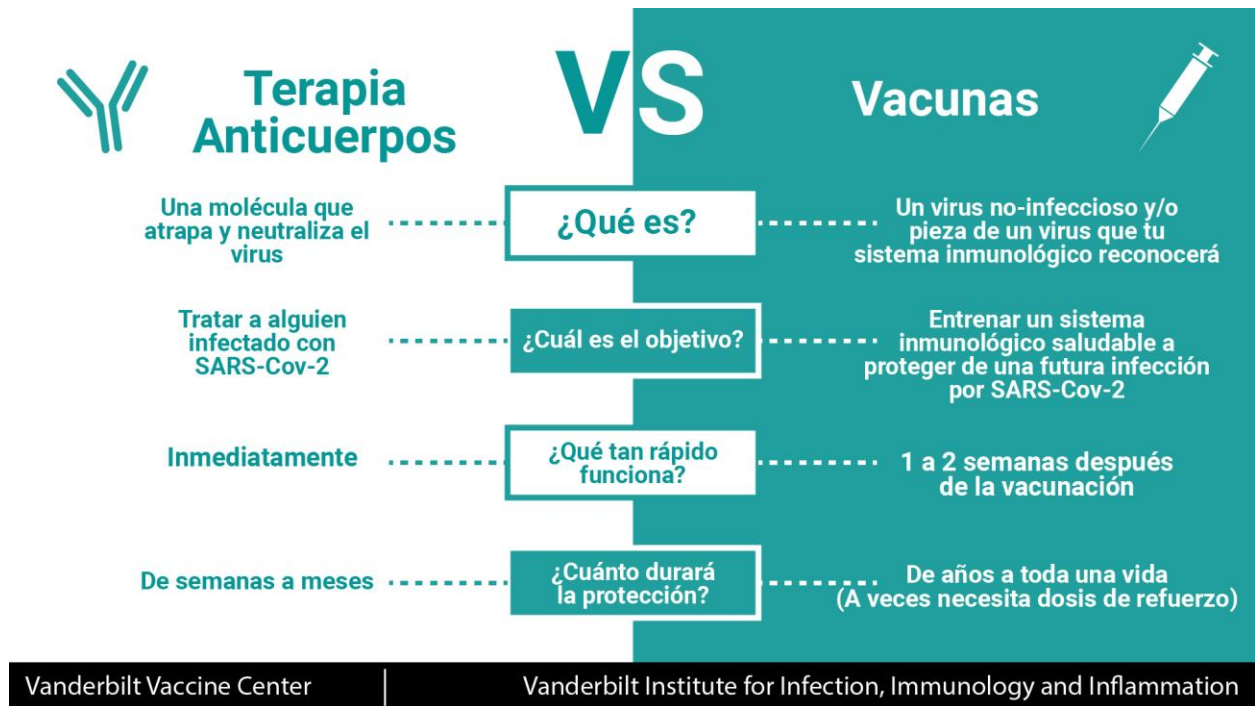 Terapia
Anticuerpos
VS
Vacunas
Una molécula que
atrapa y neutraliza el
virus
¿Qué es?
Un virus no-infeccioso y/o
pieza de un virus que tu
sistema inmunológico reconocerá
Tratar a alguien
infectado con
SARS-Cov-2
¿Cuál es el objetivo?
Entrenar un sistema
inmunológico saludable a
proteger de una futura infección
por SARS-Cov-2
Inmediatamente
¿Qué tan rápido
funciona?
1 a 2 semanas después
de la vacunación
De semanas a meses
¿Cuánto durará
la protección?
De años a toda una vida
(A veces necesita dosis de refuerzo)
Vanderbilt Vaccine Center
Vanderbilt Institute for Infection, Immunology and Inflammation